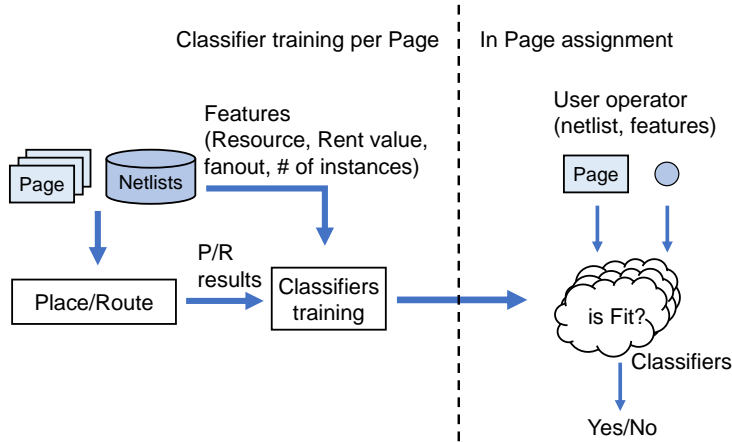 Classifier training per Page
In Page assignment
Features
(Resource, Rent value,
fanout, # of instances)
User operator
(netlist, features)
Page
Netlists
Page
P/R
results
Place/Route
Classifiers
training
is Fit?
Classifiers
Yes/No